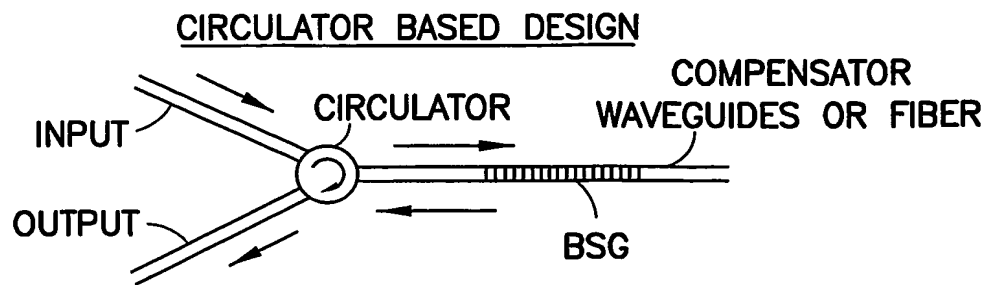 CIRCULATOR BASED DESIGN
COMPENSATOR
WAVEGUIDES OR FIBER
CIRCULATOR
INPUT
OUTPUT
BSG